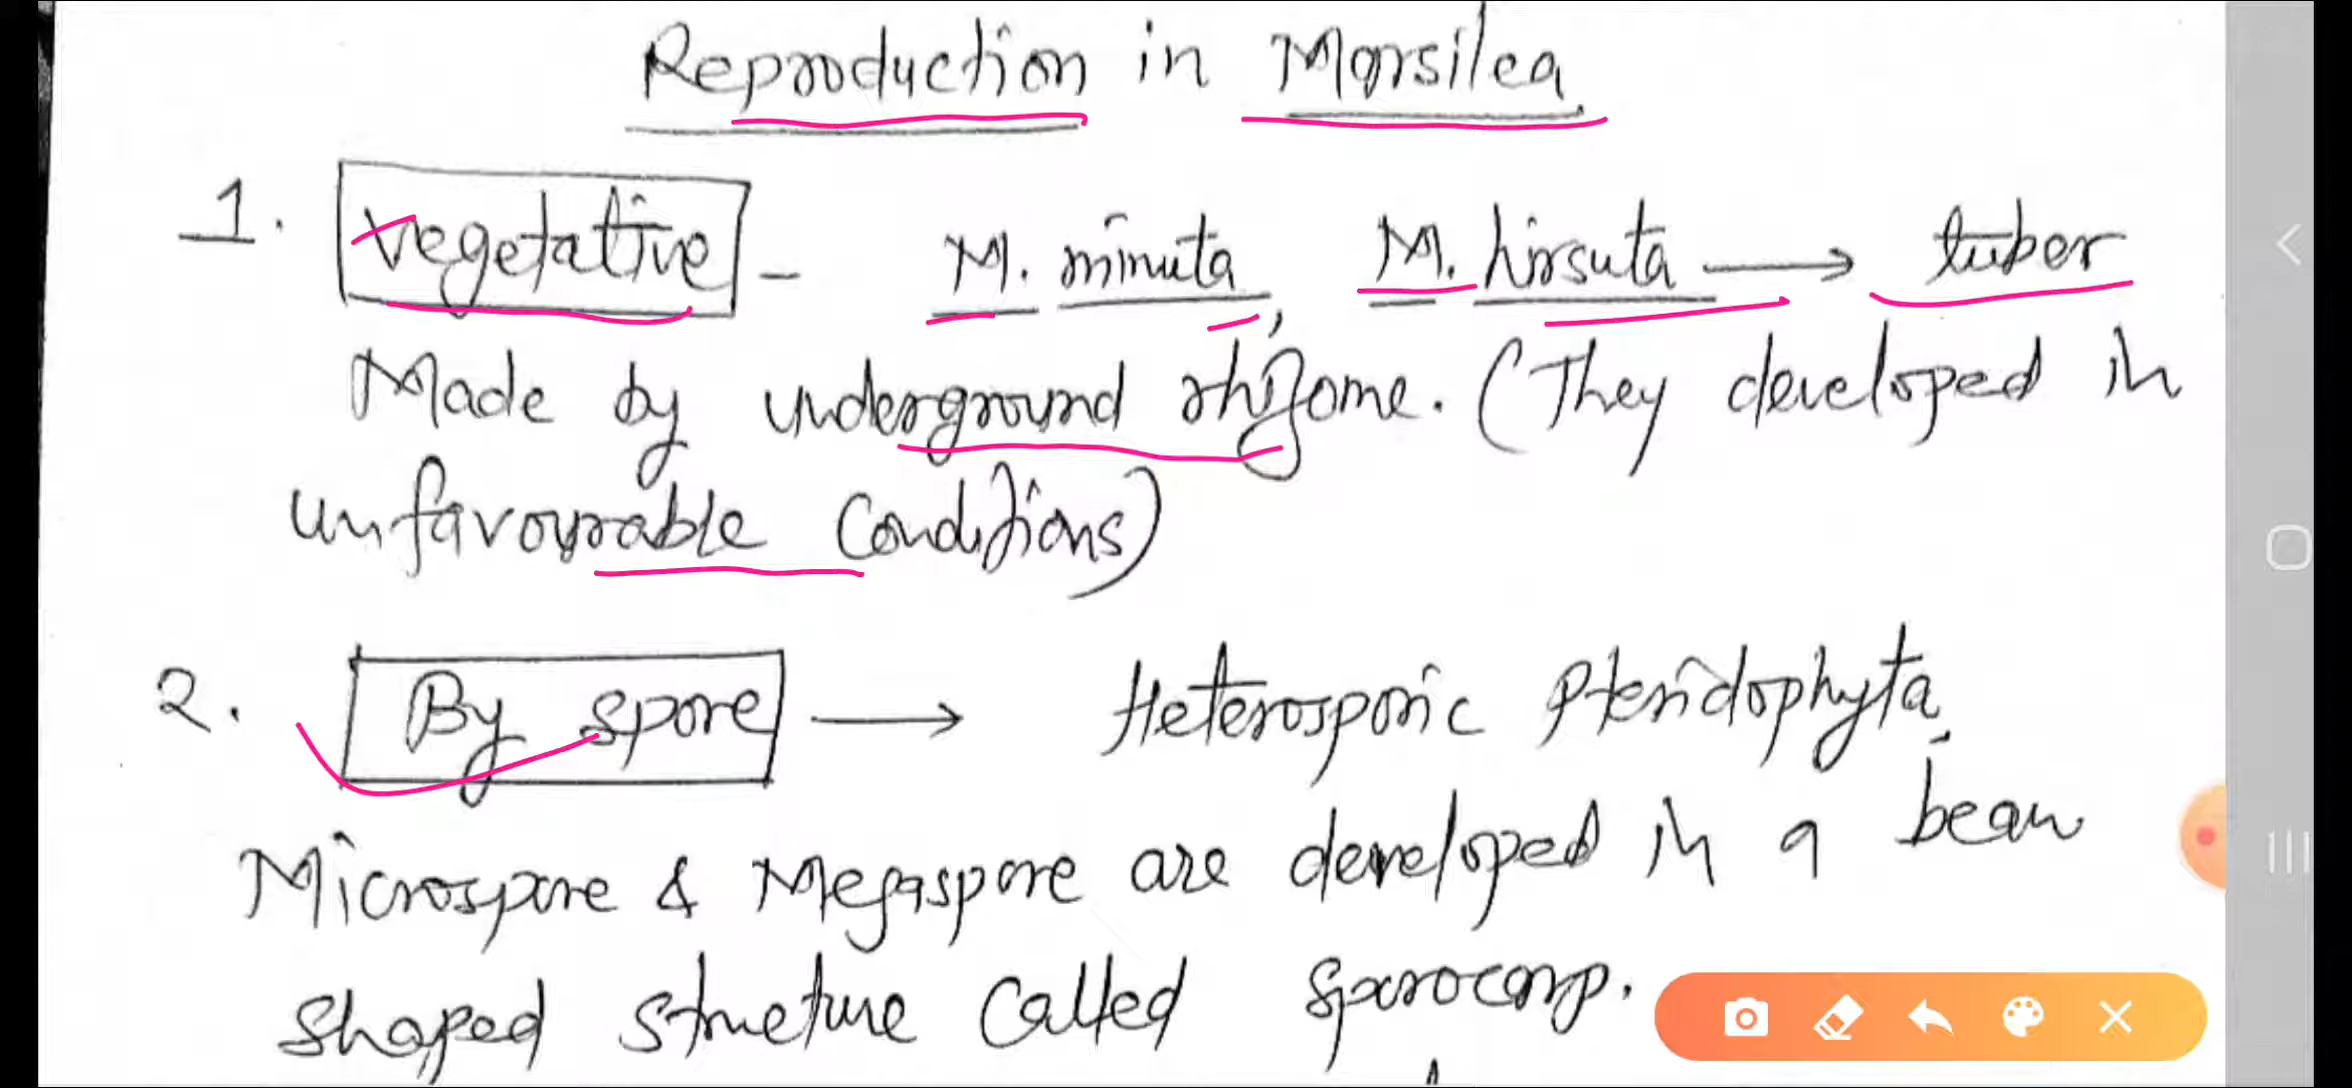 Reproduction in Marsilea
1. Vegetative - M. minuta, M. hirsuta → tuber
Made by underground rhizome. (They developed in
unfavourable conditions)
2. By spore → Heterosporic Pteridophyta.
Microspore & Megaspore are developed in a bean
shaped structure called sporocarp.